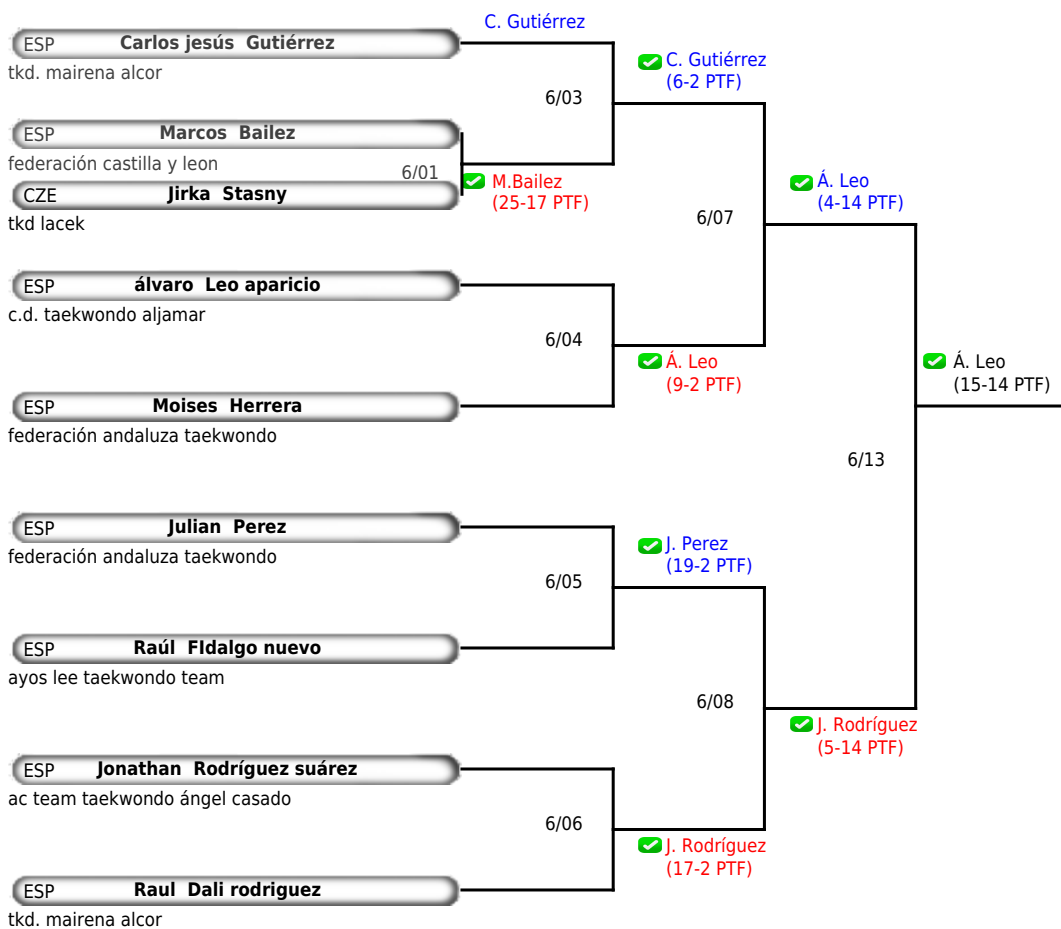 C. Gutiérrez
ESP Carlos jesús Gutiérrez
tkd. mairena alcor
C. Gutiérrez
(6-2 PTF)
6/03
ESP Marcos Bailez
federación castilla y leon
6/01
M.Bailez
(25-17 PTF)
CZE Jirka Stasny
tkd lacek
Á. Leo
(4-14 PTF)
6/07
ESP álvaro Leo aparicio
c.d. taekwondo aljamar
6/04
Á. Leo
(9-2 PTF)
Á. Leo
(15-14 PTF)
ESP Moises Herrera
federación andaluza taekwondo
6/13
ESP Julian Perez
federación andaluza taekwondo
J. Perez
(19-2 PTF)
6/05
ESP Raúl FIdalgo nuevo
ayos lee taekwondo team
6/08
J. Rodríguez
(5-14 PTF)
ESP Jonathan Rodríguez suárez
ac team taekwondo ángel casado
6/06
J. Rodríguez
(17-2 PTF)
ESP Raul Dali rodriguez
tkd. mairena alcor